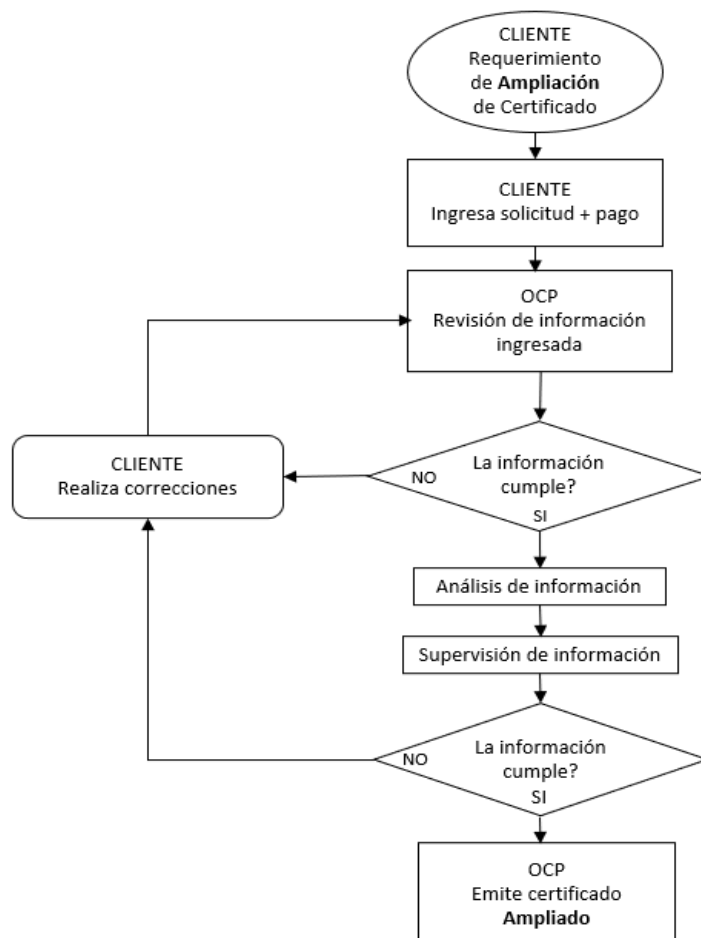 CLIENTE
Requerimiento
de Ampliación
de Certificado
CLIENTE
Ingresa solicitud + pago
OCP
Revisión de información
ingresada
CLIENTE
Realiza correcciones
La información
cumple?
NO
SI
Análisis de información
Supervisión de información
La información
cumple?
NO
SI
OCP
Emite certificado
Ampliado